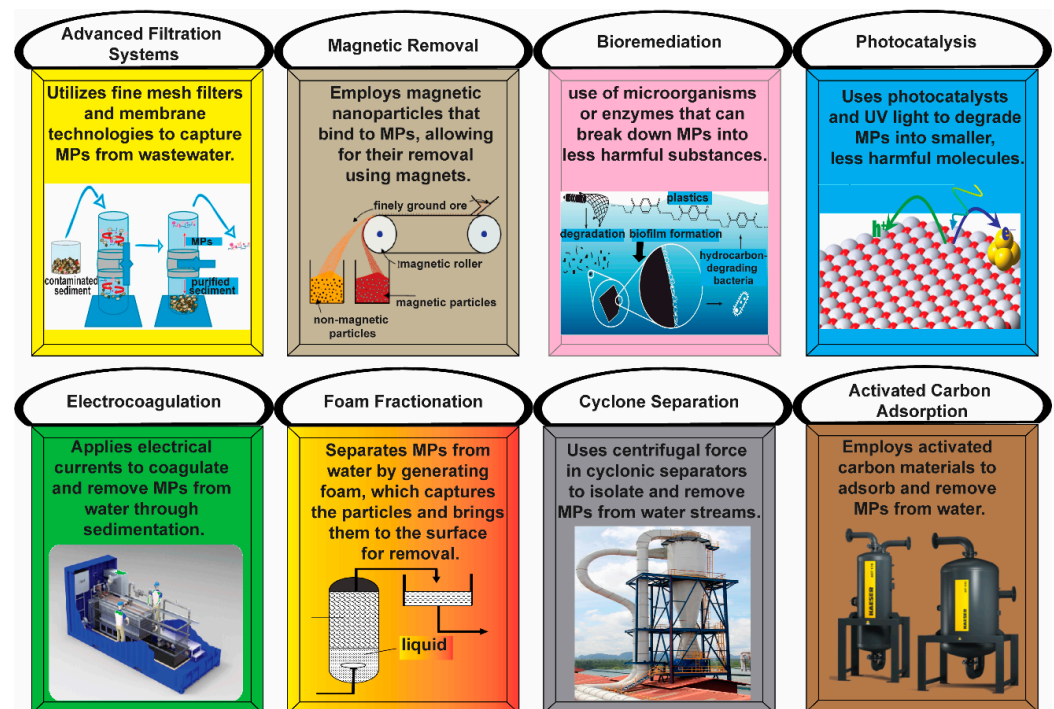 Advanced Filtration
Systems
Utilizes fine mesh filters
and membrane
technologies to capture
MPs from wastewater.
MPs
contaminated
sediment
purified
sediment
Magnetic Removal
Employs magnetic
nanoparticles that
bind to MPs, allowing
for their removal
using magnets.
finely ground ore
magnetic roller
magnetic particles
non-magnetic
particles
Bioremediation
use of microorganisms
or enzymes that can
break down MPs into
less harmful substances.
plastics
degradation
biofilm formation
hydrocarbon-
degrading
bacteria
Photocatalysis
Uses photocatalysts
and UV light to degrade
MPs into smaller,
less harmful molecules.
h+
e-
Electrocoagulation
Applies electrical
currents to coagulate
and remove MPs from
water through
sedimentation.
Foam Fractionation
Separates MPs from
water by generating
foam, which captures
the particles and brings
them to the surface
for removal.
liquid
Cyclone Separation
Uses centrifugal force
in cyclonic separators
to isolate and remove
MPs from water streams.
Activated Carbon
Adsorption
Employs activated
carbon materials to
adsorb and remove
MPs from water.
KAESER
KAESER